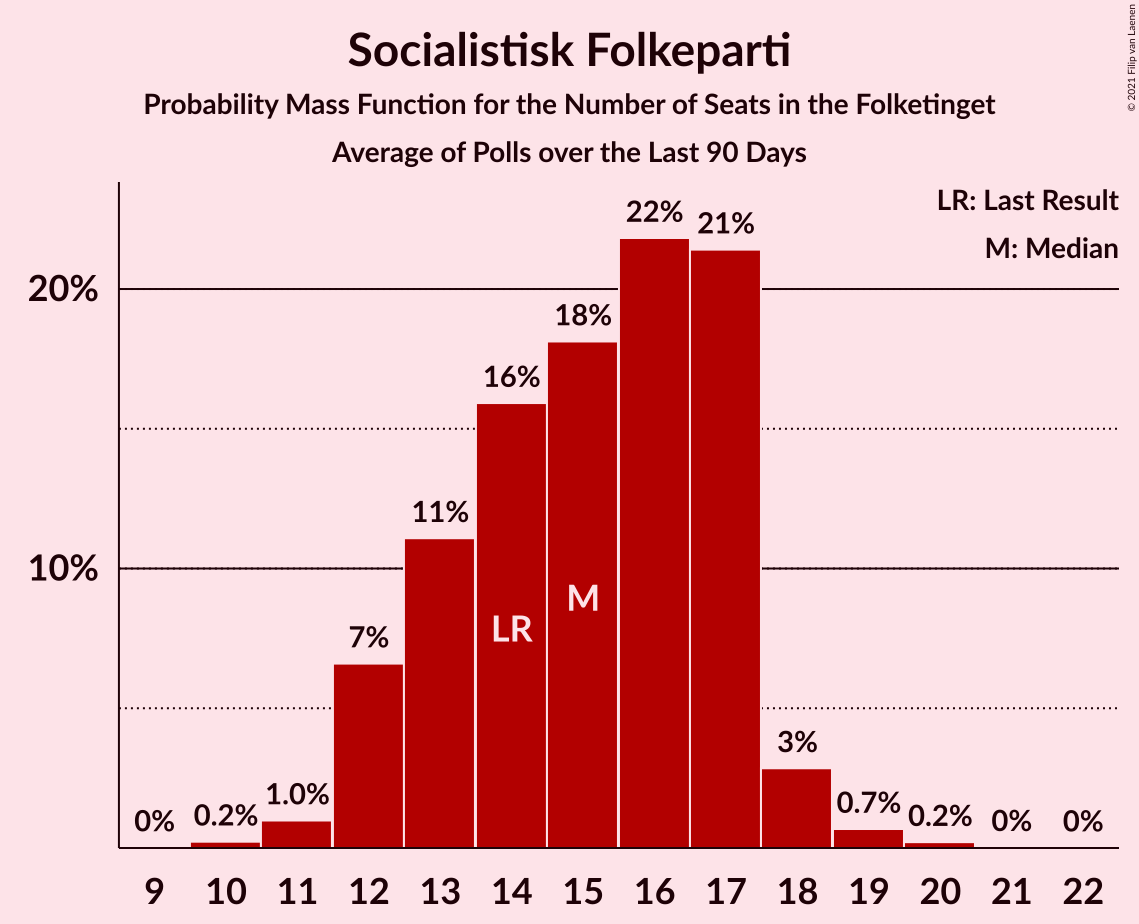 Socialistisk Folkeparti
Probability Mass Function for the Number of Seats in the Folketinget
Average of Polls over the Last 90 Days
© 2021 Filip van Laenen
LR: Last Result
M: Median
20%
10%
0%
0.2%
1.0%
7%
11%
16%
18%
22%
21%
3%
0.7%
0.2%
0%
0%
LR
M
9 10 11 12 13 14 15 16 17 18 19 20 21 22